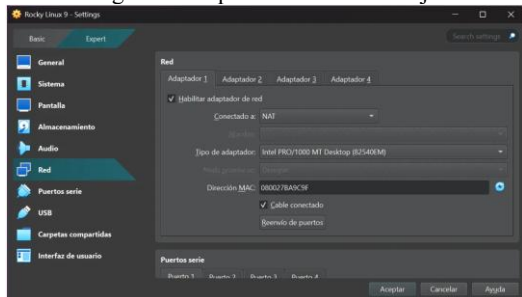 Rocky Linux 9 - Settings
Basic Expert
Search settings
General
Sistema
Pantalla
Almacenamiento
Audio
Red
Puertos serie
USB
Carpetas compartidas
Interfaz de usuario
Red
Adaptador 1 Adaptador 2 Adaptador 3 Adaptador 4
Habilitar adaptador de red
Conectado a: NAT
Tipo de adaptador: Intel PRO/1000 MT Desktop (82540EM)
Dirección MAC: 080027BA9C9F
Cable conectado
Reenvío de puertos
Puertos serie
Puerto 1 Puerto 2 Puerto 3 Puerto 4
Aceptar Cancelar Ayuda